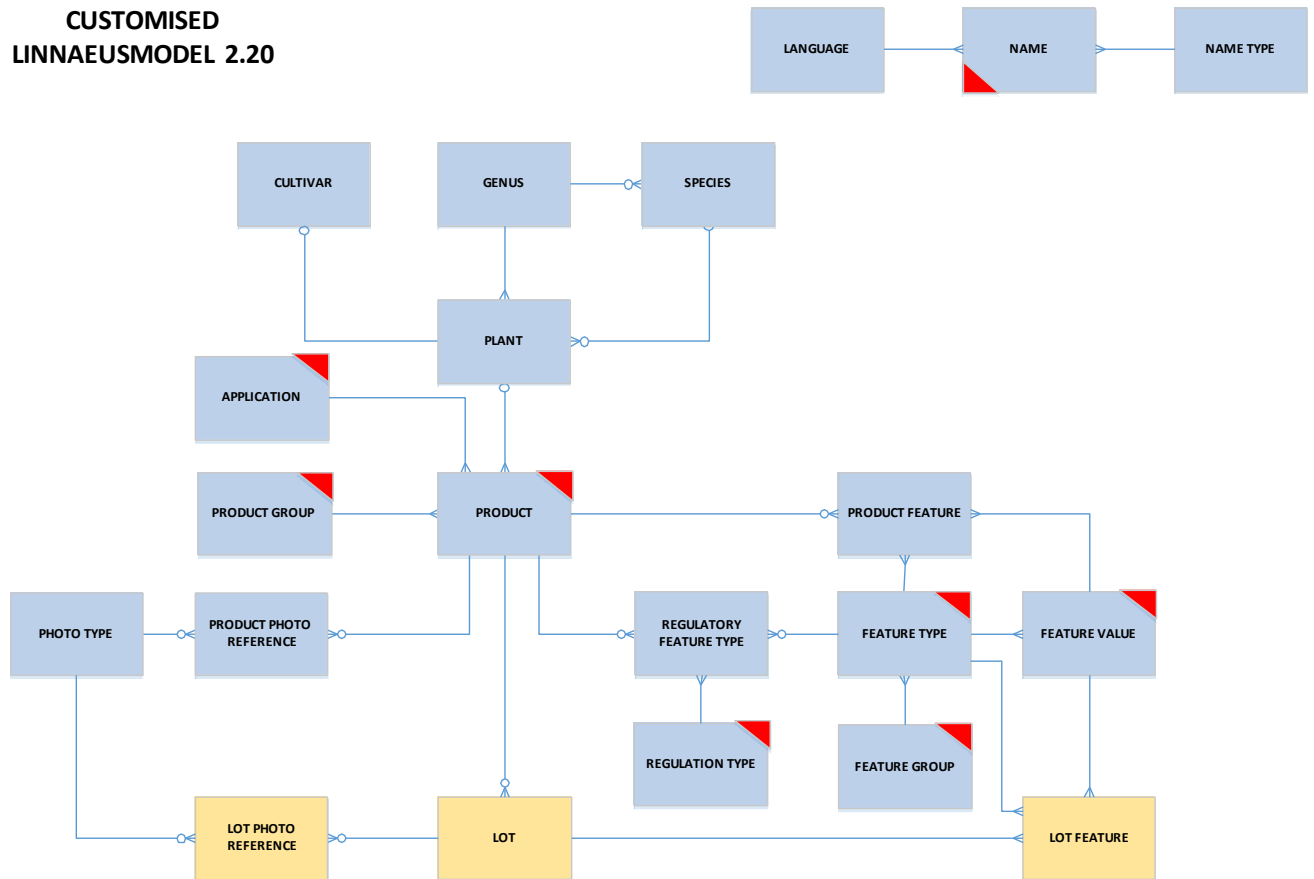 CUSTOMISED
LINNAEUSMODEL 2.20
LANGUAGE
NAME
NAME TYPE
CULTIVAR
GENUS
SPECIES
PLANT
APPLICATION
PRODUCT GROUP
PRODUCT
PRODUCT FEATURE
PHOTO TYPE
PRODUCT PHOTO
REFERENCE
REGULATORY
FEATURE TYPE
FEATURE TYPE
FEATURE VALUE
REGULATION TYPE
FEATURE GROUP
LOT PHOTO
REFERENCE
LOT
LOT FEATURE